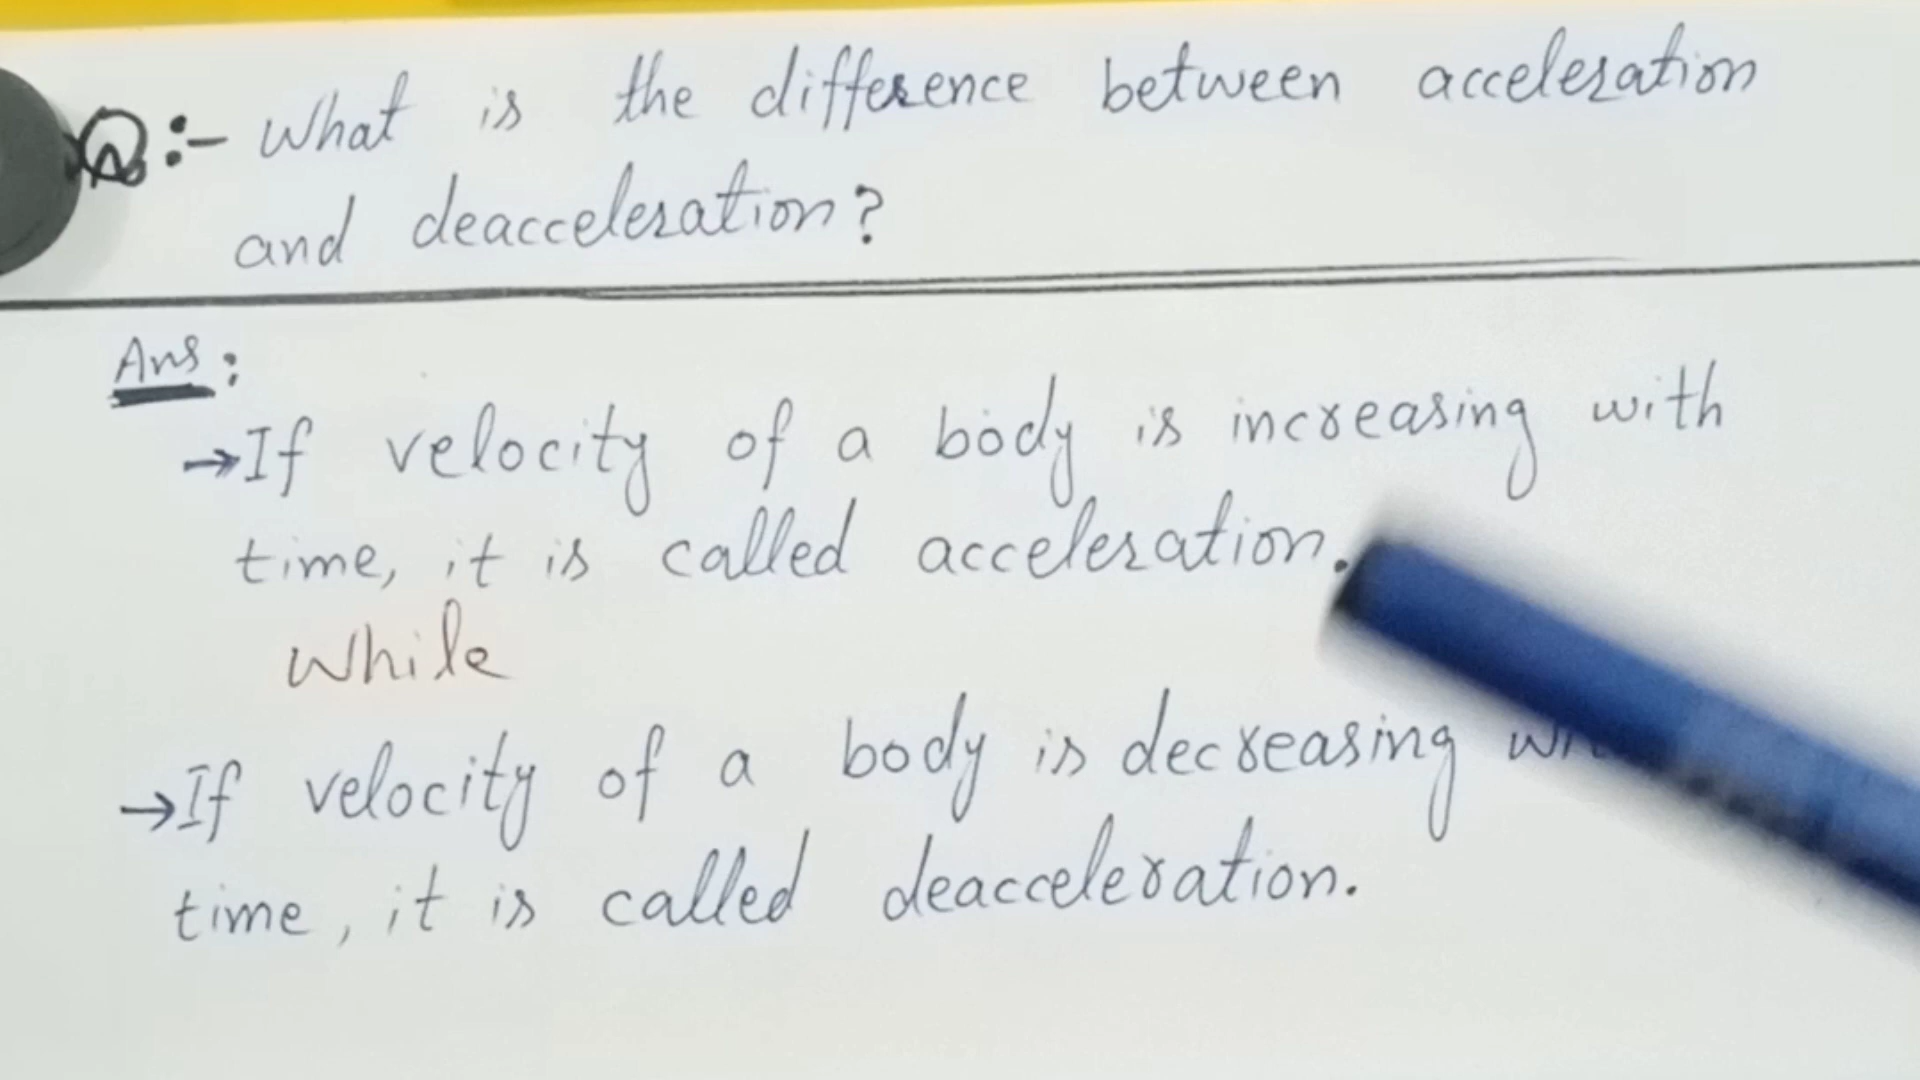 Q:- What is the difference between acceleration
and deacceleration?
Ans:
→If velocity of a body is increasing with
time, it is called acceleration.
While
→If velocity of a body is decreasing
time, it is called deacceleration.